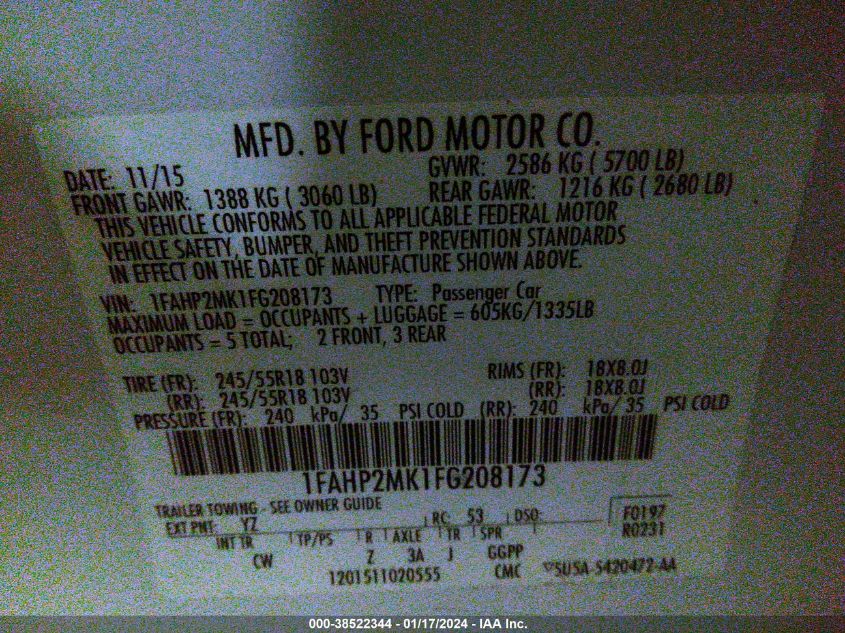 MFD. BY FORD MOTOR CO.
DATE: 11/15 GVWR: 2586 KG ( 5700 LB)
FRONT GAWR: 1388 KG ( 3060 LB) REAR GAWR: 1216 KG ( 2680 LB)
THIS VEHICLE CONFORMS TO ALL APPLICABLE FEDERAL MOTOR
VEHICLE SAFETY, BUMPER, AND THEFT PREVENTION STANDARDS
IN EFFECT ON THE DATE OF MANUFACTURE SHOWN ABOVE.
VIN: 1FAHP2MK1FG208173 TYPE: Passenger Car
MAXIMUM LOAD = OCCUPANTS + LUGGAGE = 605KG/1335LB
OCCUPANTS = 5 TOTAL; 2 FRONT, 3 REAR
TIRE (FR): 245/55R18 103V RIMS (FR): 18X8.0J
(RR): 245/55R18 103V (RR): 18X8.0J
PRESSURE (FR): 240 kPa/ 35 PSI COLD (RR): 240 kPa/ 35 PSI COLD
1FAHP2MK1FG208173
TRAILER TOWING - SEE OWNER GUIDE
EXT PNT: YZ RC: 53 DSO: F0197
R0231
INT TR TP/PS R AXLE TR SPR
CW Z 3A J GGPP
1201511020555 CMC ▽5U5A-5420472-AA
000-38522344 - 01/17/2024 - IAA Inc.